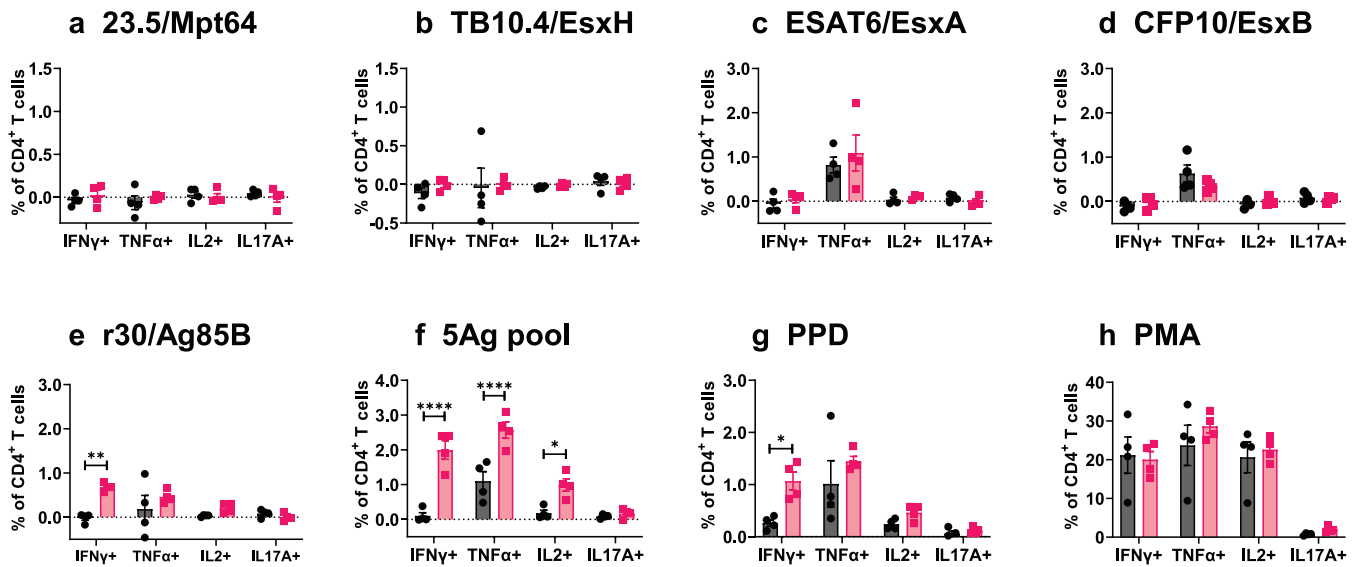 a 23.5/Mpt64
b TB10.4/EsxH
c ESAT6/EsxA
d CFP10/EsxB
% of CD4⁺ T cells
1.5
1.0
0.5
0.0
IFNγ+ TNFα+ IL2+ IL17A+
% of CD4⁺ T cells
1.5
1.0
0.5
0.0
-0.5
IFNγ+ TNFα+ IL2+ IL17A+
% of CD4⁺ T cells
3.0
2.0
1.0
0.0
IFNγ+ TNFα+ IL2+ IL17A+
% of CD4⁺ T cells
3.0
2.0
1.0
0.0
IFNγ+ TNFα+ IL2+ IL17A+
e r30/Ag85B
f 5Ag pool
g PPD
h PMA
% of CD4⁺ T cells
3.0
2.0
1.0
0.0
**
IFNγ+ TNFα+ IL2+ IL17A+
% of CD4⁺ T cells
4.0
3.0
2.0
1.0
0.0
****
****
*
IFNγ+ TNFα+ IL2+ IL17A+
% of CD4⁺ T cells
3.0
2.0
1.0
0.0
*
IFNγ+ TNFα+ IL2+ IL17A+
% of CD4⁺ T cells
40
30
20
10
0
IFNγ+ TNFα+ IL2+ IL17A+